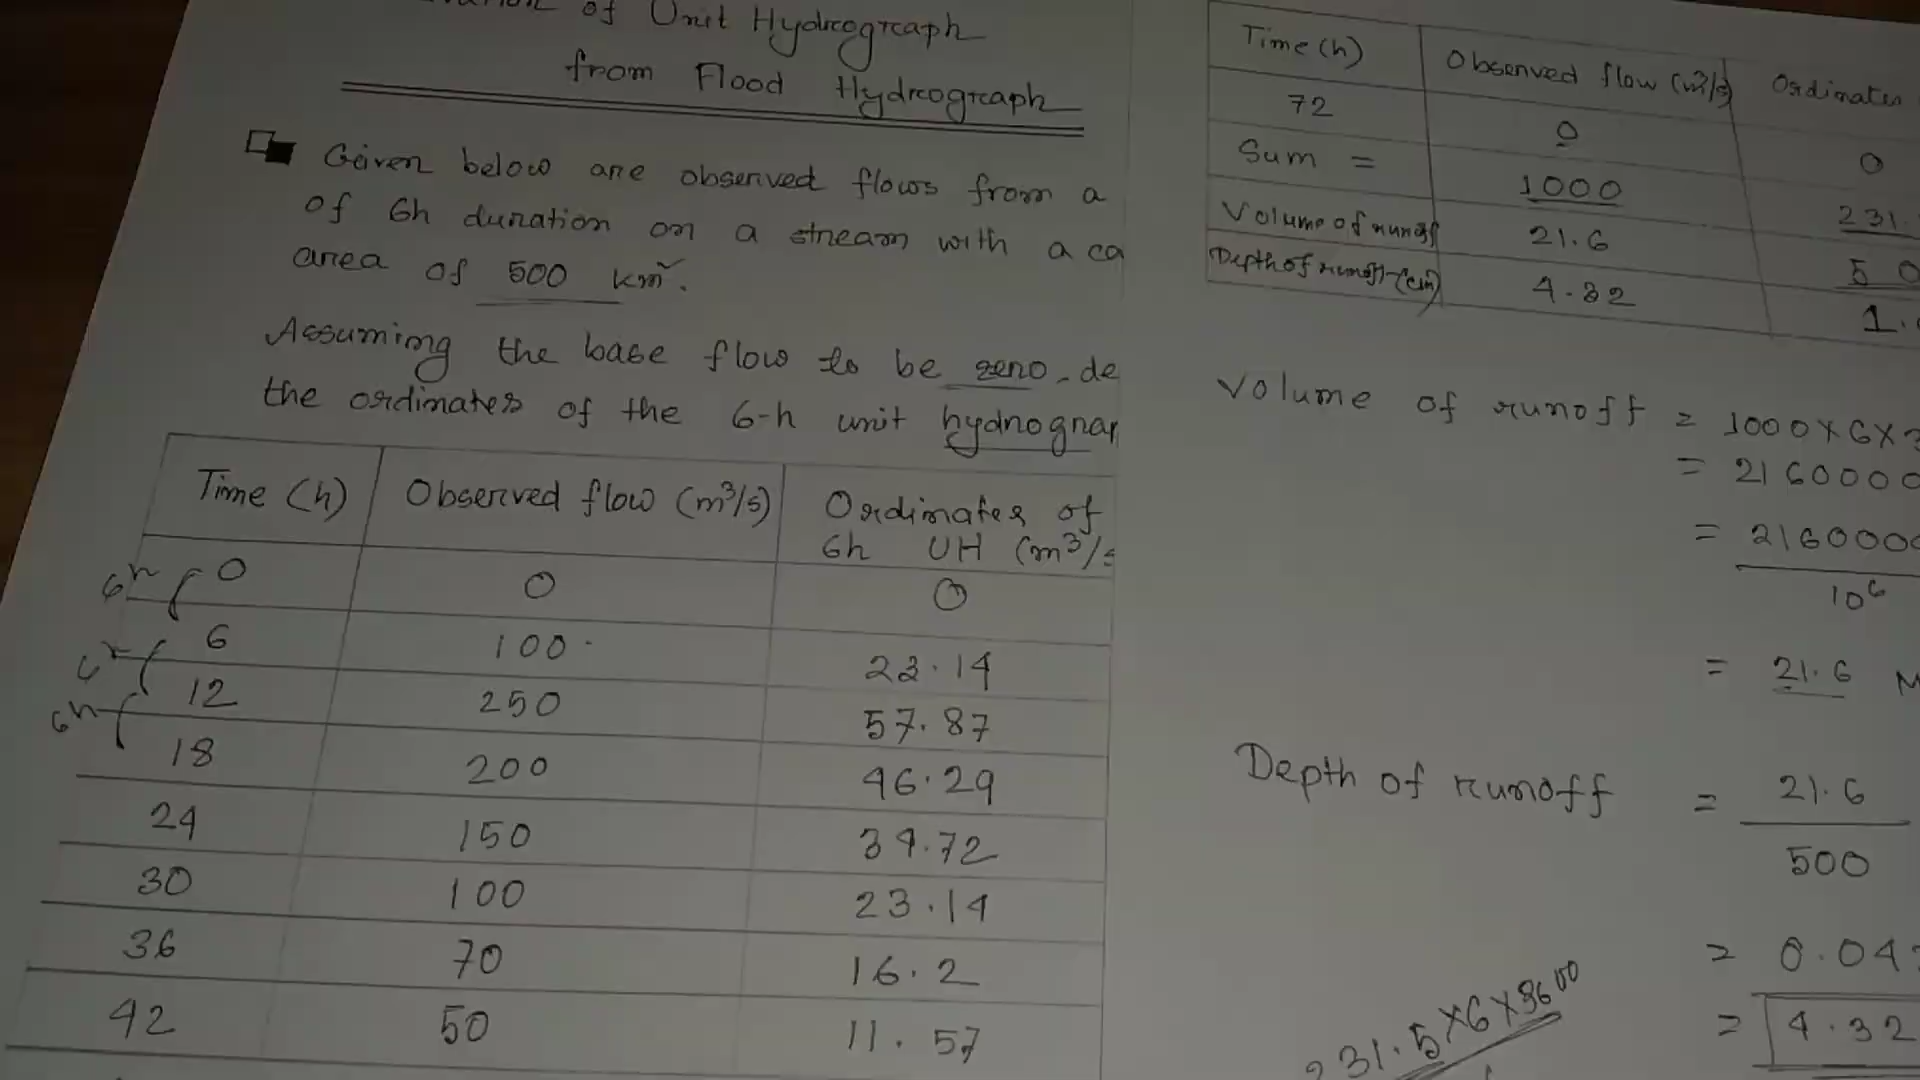 of Unit Hydrograph
from Flood Hydrograph
Given below are observed flows from a
of 6h duration on a stream with a ca
area of 500 km².
Assuming the base flow to be zero, de
the ordinates of the 6-h unit hydrograp
Time (h) Observed flow (m³/s) Ordinates of
6h UH (m³/s
6h 0 0 0
6 100 23.14
12 250 57.87
6h 18 200 46.29
24 150 34.72
30 100 23.14
36 70 16.2
42 50 11.57
Time (h) Observed flow (m³/s) Ordinates
72 0 0
Sum = 1000 231.
Volume of runoff 21.6 50
Depth of runoff (cm) 4.32 1.
Volume of runoff = 1000×6×3
= 2160000
= 216000
10⁶
= 21.6 M
Depth of runoff = 21.6
500
= 0.04
= 4.32
231.5×6×3600